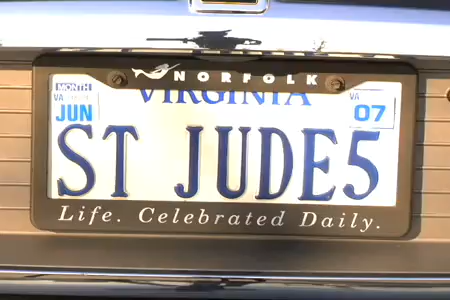 NORFOLK
MONTH
VA
VIRGINIA
VA
JUN
07
ST JUDE5
Life. Celebrated Daily.